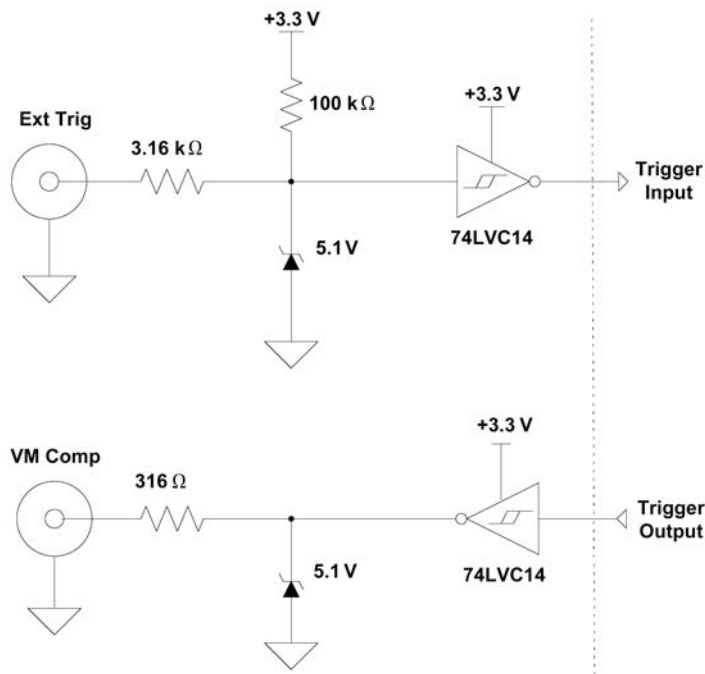 +3.3 V
100 kΩ
Ext Trig
3.16 kΩ
+3.3 V
Trigger
Input
5.1 V
74LVC14
+3.3 V
VM Comp
316 Ω
Trigger
Output
5.1 V
74LVC14